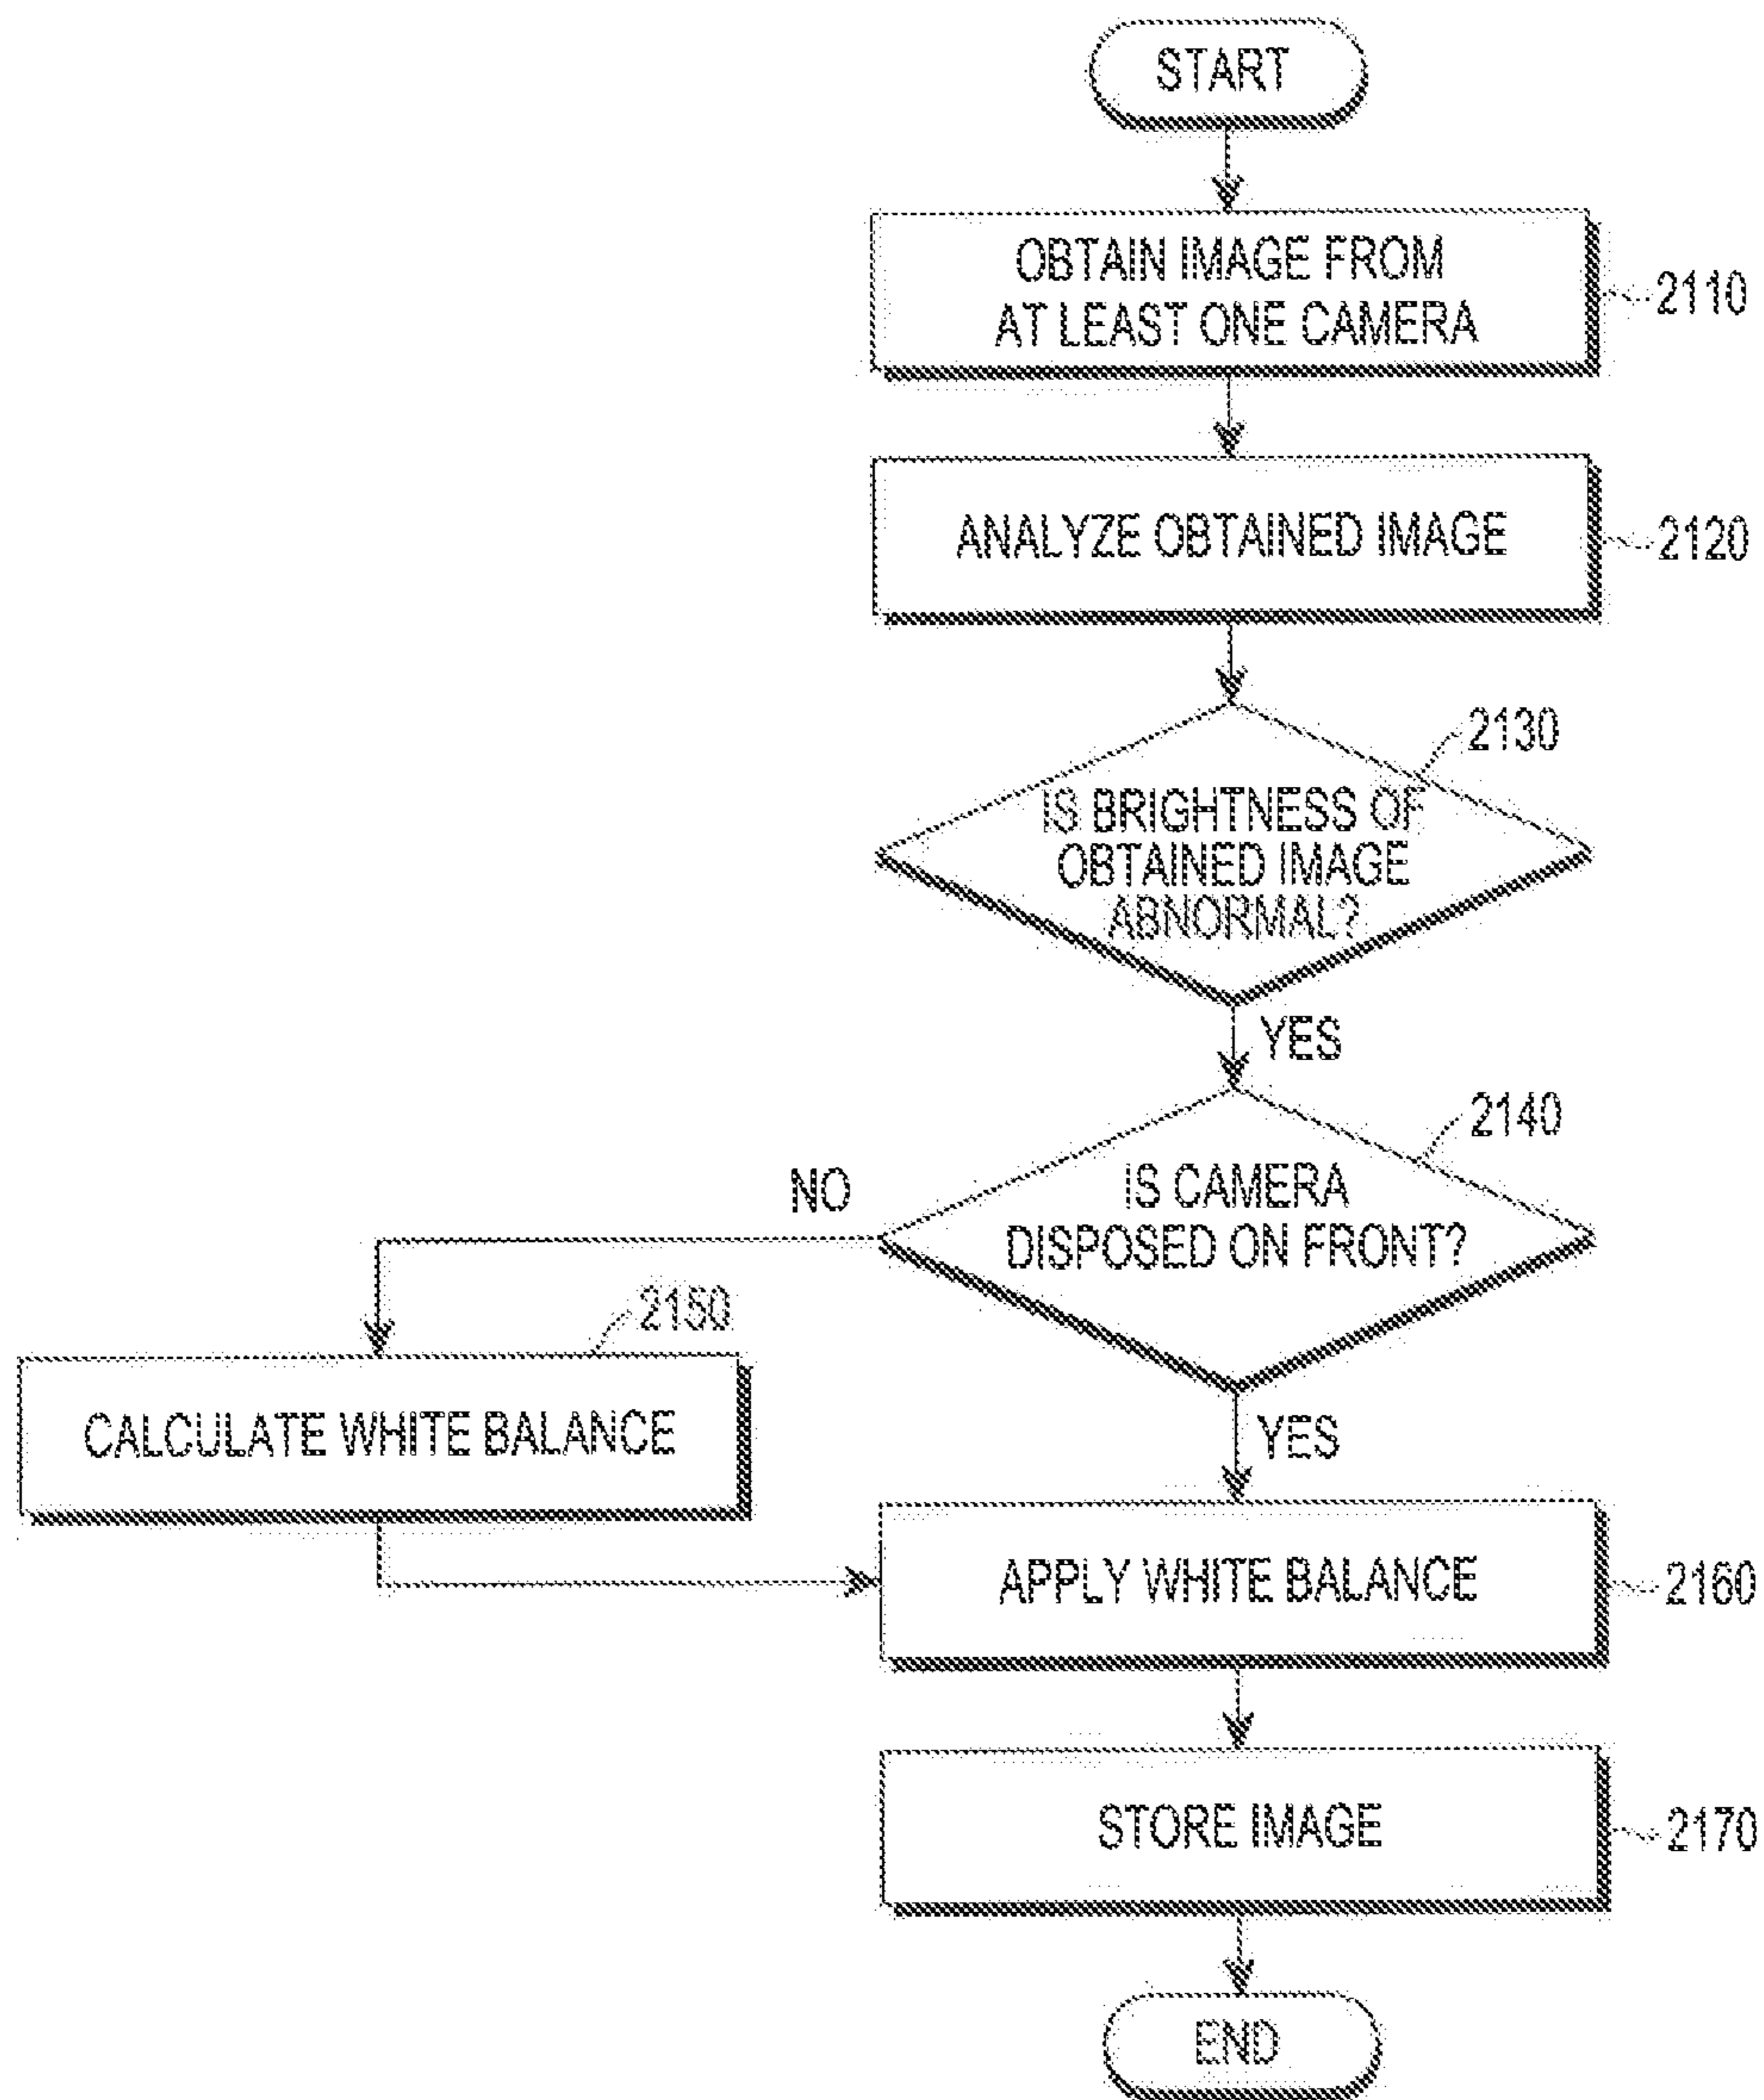 START
OBTAIN IMAGE FROM
AT LEAST ONE CAMERA
2110
ANALYZE OBTAINED IMAGE
2120
2130
IS BRIGHTNESS OF
OBTAINED IMAGE
ABNORMAL?
YES
2140
NO
IS CAMERA
DISPOSED ON FRONT?
2150
CALCULATE WHITE BALANCE
YES
APPLY WHITE BALANCE
2160
STORE IMAGE
2170
END